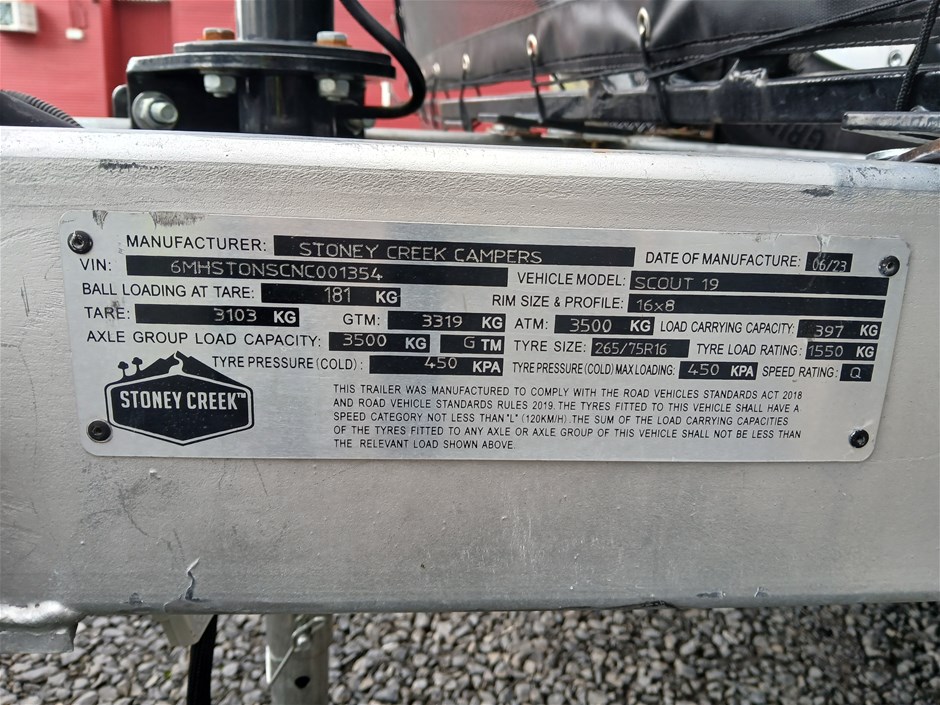 MANUFACTURER: STONEY CREEK CAMPERS DATE OF MANUFACTURE: 06/23
VIN: 6MHSTONSCNC001354 VEHICLE MODEL: SCOUT 19
BALL LOADING AT TARE: 181 KG RIM SIZE & PROFILE: 16x8
TARE: 3103 KG GTM: 3319 KG ATM: 3500 KG LOAD CARRYING CAPACITY: 397 KG
AXLE GROUP LOAD CAPACITY: 3500 KG GTM TYRE SIZE: 265/75R16 TYRE LOAD RATING: 1550 KG
TYRE PRESSURE (COLD): 450 KPA TYRE PRESSURE (COLD) MAX LOADING: 450 KPA SPEED RATING: Q
STONEY CREEK™
THIS TRAILER WAS MANUFACTURED TO COMPLY WITH THE ROAD VEHICLES STANDARDS ACT 2018
AND ROAD VEHICLE STANDARDS RULES 2019. THE TYRES FITTED TO THIS VEHICLE SHALL HAVE A
SPEED CATEGORY NOT LESS THAN "L" (120KM/H). THE SUM OF THE LOAD CARRYING CAPACITIES
OF THE TYRES FITTED TO ANY AXLE OR AXLE GROUP OF THIS VEHICLE SHALL NOT BE LESS THAN
THE RELEVANT LOAD SHOWN ABOVE.